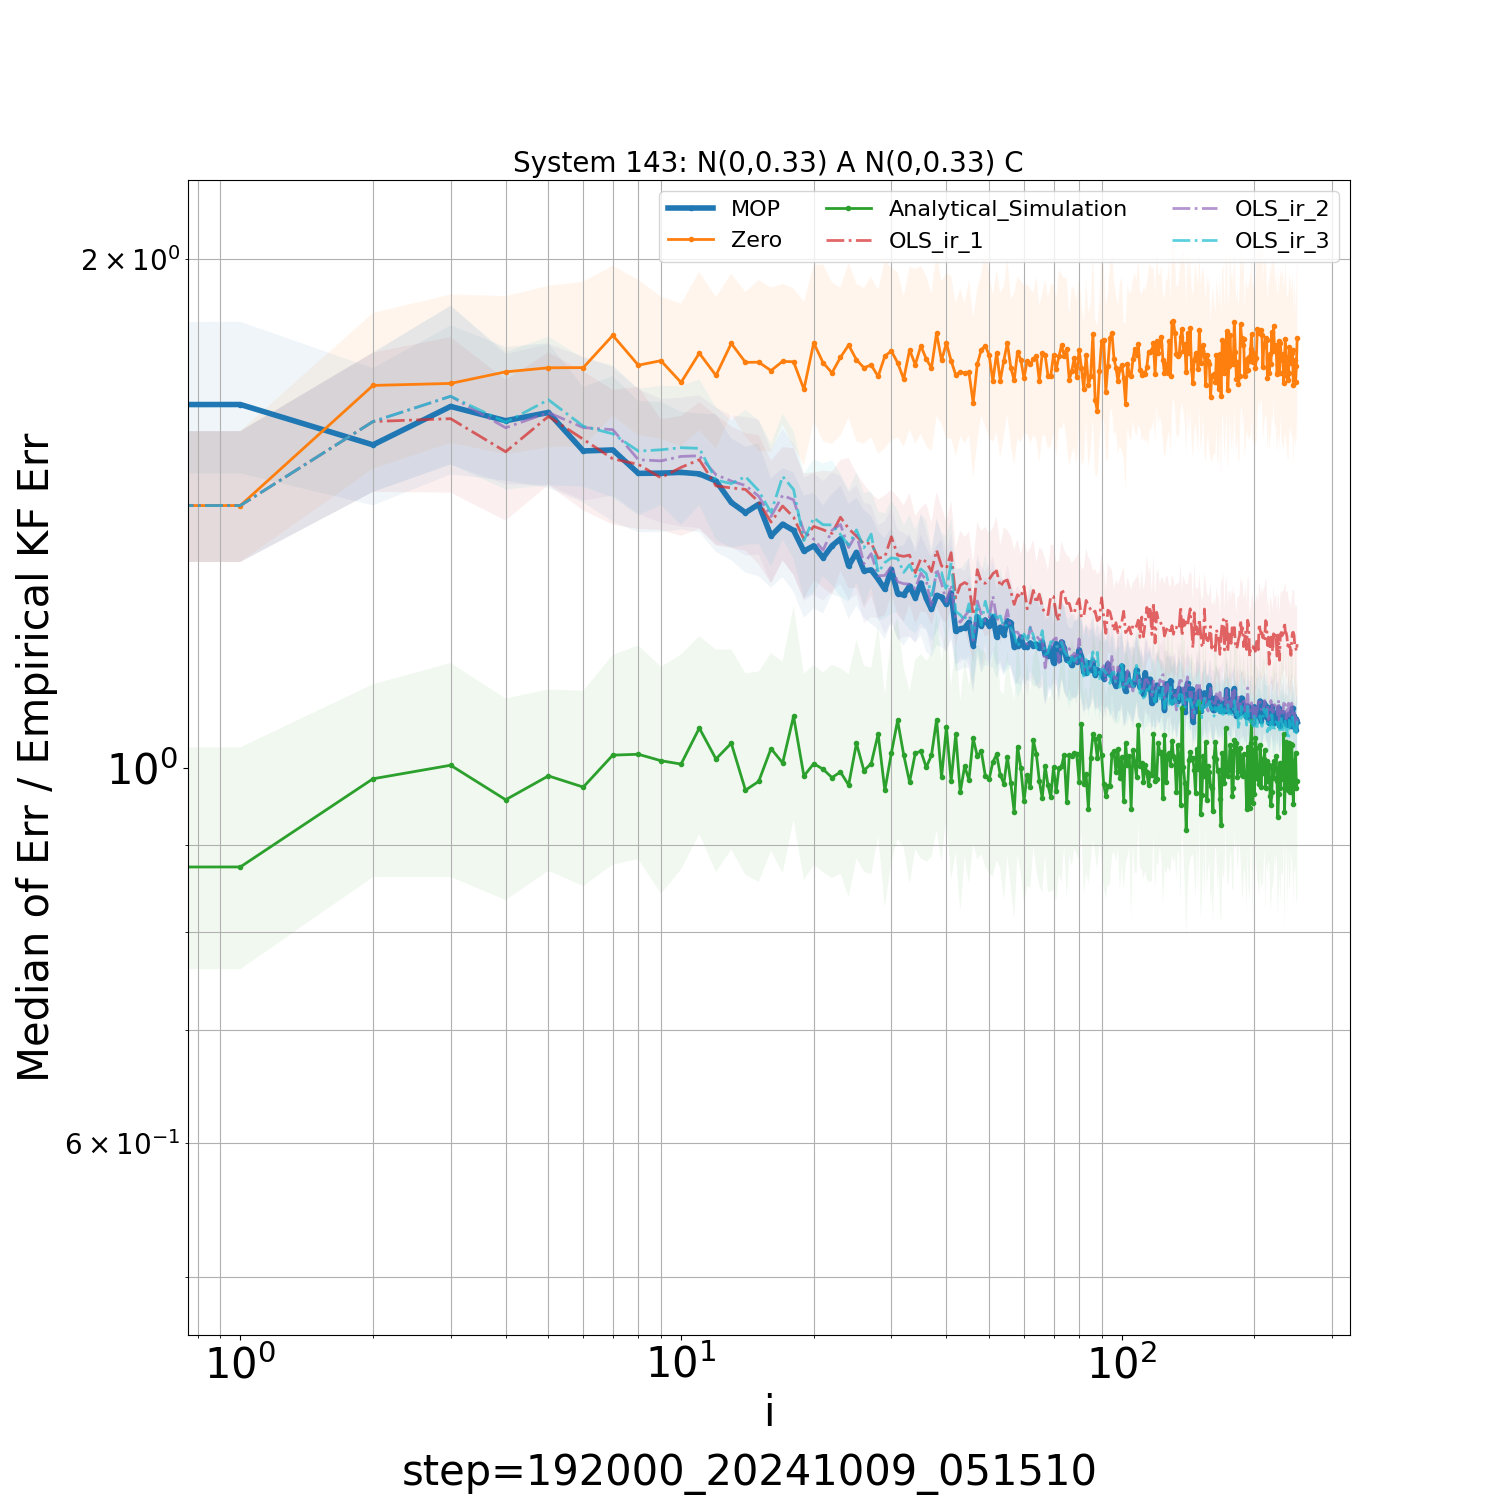 System 143: N(0,0.33) A N(0,0.33) C
MOP
Zero
Analytical_Simulation
OLS_ir_1
OLS_ir_2
OLS_ir_3
Median of Err / Empirical KF Err
2 × 10⁰
10⁰
6 × 10⁻¹
10⁰ 10¹ 10²
i
step=192000_20241009_051510